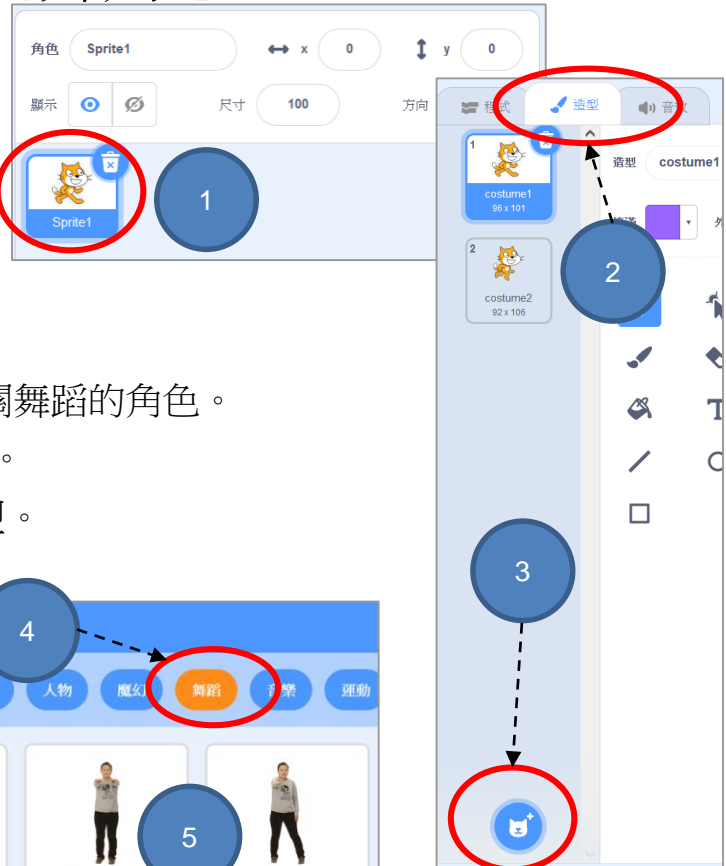 角色 Sprite1 x 0 y 0
顯示 尺寸 100 方向
Sprite1
1
程式 造型 音
1
costume1
96 x 101
2
costume2
92 x 106
造型 costume1
2
舞蹈的角色。
。
。
3
4
人物 魔幻 舞蹈 音樂 運動
5